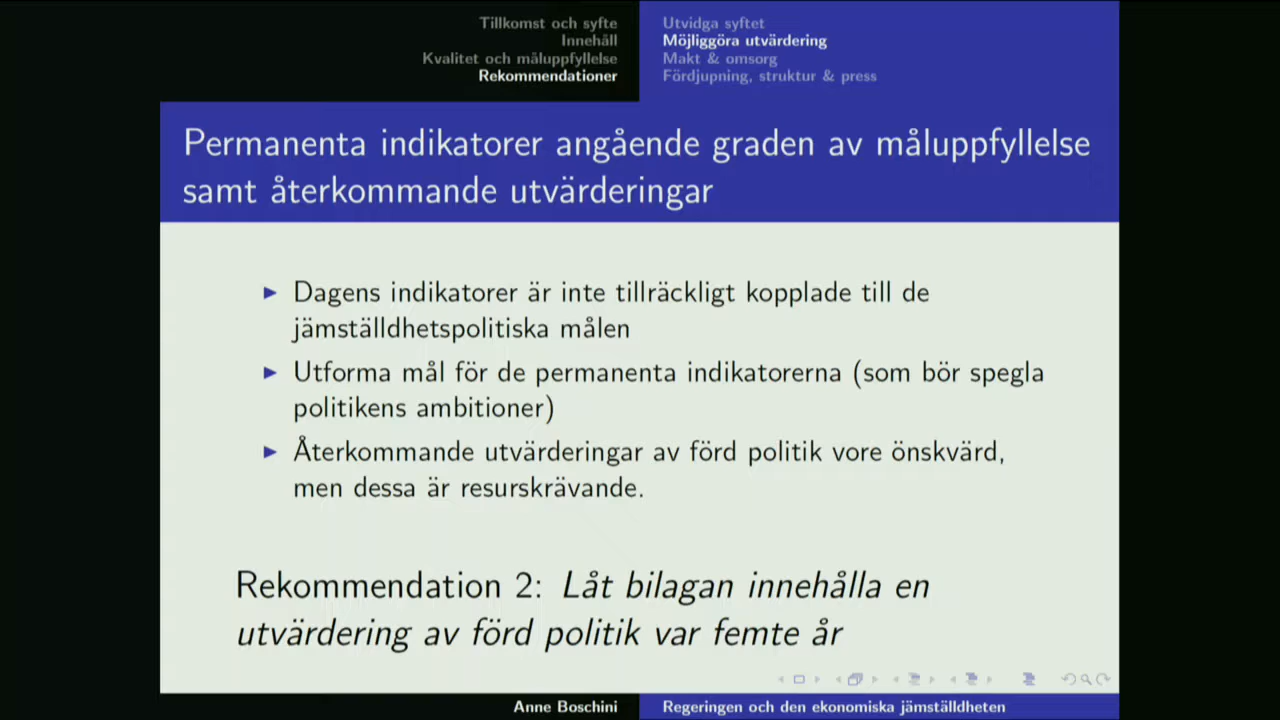 Tillkomst och syfte
Innehåll
Kvalitet och måluppfyllelse
Rekommendationer
Utvidga syftet
Möjliggöra utvärdering
Makt & omsorg
Fördjupning, struktur & press
Permanenta indikatorer angående graden av måluppfyllelse
samt återkommande utvärderingar
Dagens indikatorer är inte tillräckligt kopplade till de
jämställdhetspolitiska målen
Utforma mål för de permanenta indikatorerna (som bör spegla
politikens ambitioner)
Återkommande utvärderingar av förd politik vore önskvärd,
men dessa är resurskrävande.
Rekommendation 2: Låt bilagan innehålla en
utvärdering av förd politik var femte år
Anne Boschini
Regeringen och den ekonomiska jämställdheten